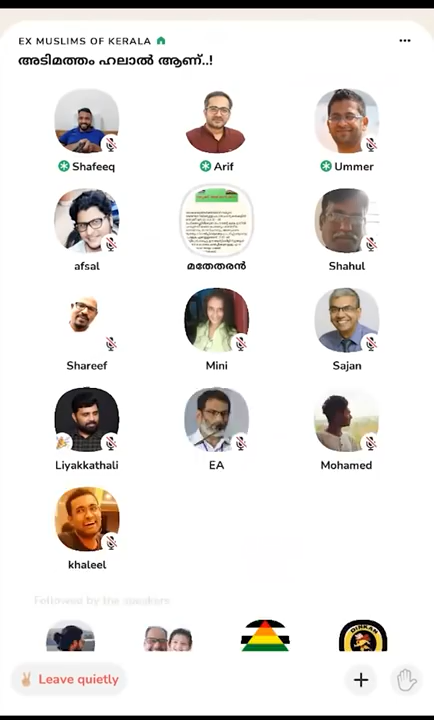 EX MUSLIMS OF KERALA
അടിമത്തം ഹലാൽ ആണ്..!
Shafeeq
Arif
Ummer
afsal
മതേതരൻ
Shahul
Shareef
Mini
Sajan
Liyakkathali
EA
Mohamed
khaleel
Followed by the speakers
DINKAN
Leave quietly